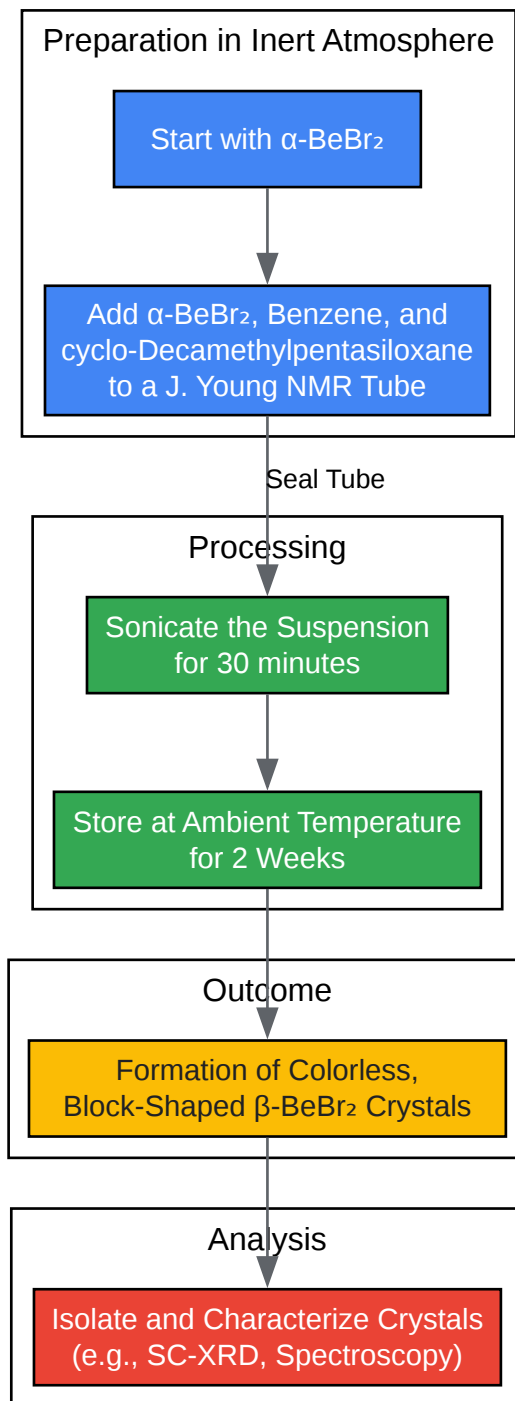 Preparation in Inert Atmosphere
Start with α-BeBr₂
Add α-BeBr₂, Benzene, and
cyclo-Decamethylpentasiloxane
to a J. Young NMR Tube
Seal Tube
Processing
Sonicate the Suspension
for 30 minutes
Store at Ambient Temperature
for 2 Weeks
Outcome
Formation of Colorless,
Block-Shaped β-BeBr₂ Crystals
Analysis
Isolate and Characterize Crystals
(e.g., SC-XRD, Spectroscopy)